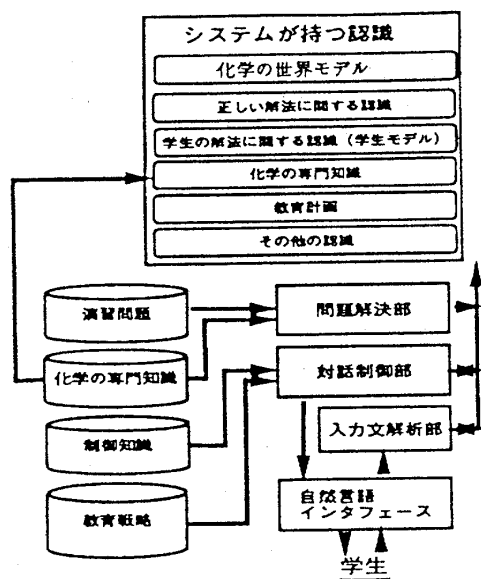 システムが持つ認識
化学の世界モデル
正しい解法に関する認識
学生の解法に関する認識（学生モデル）
化学の専門知識
教育計画
その他の認識
演習問題
問題解決部
化学の専門知識
対話制御部
制御知識
入力文解析部
教育戦略
自然言語
インタフェース
学生